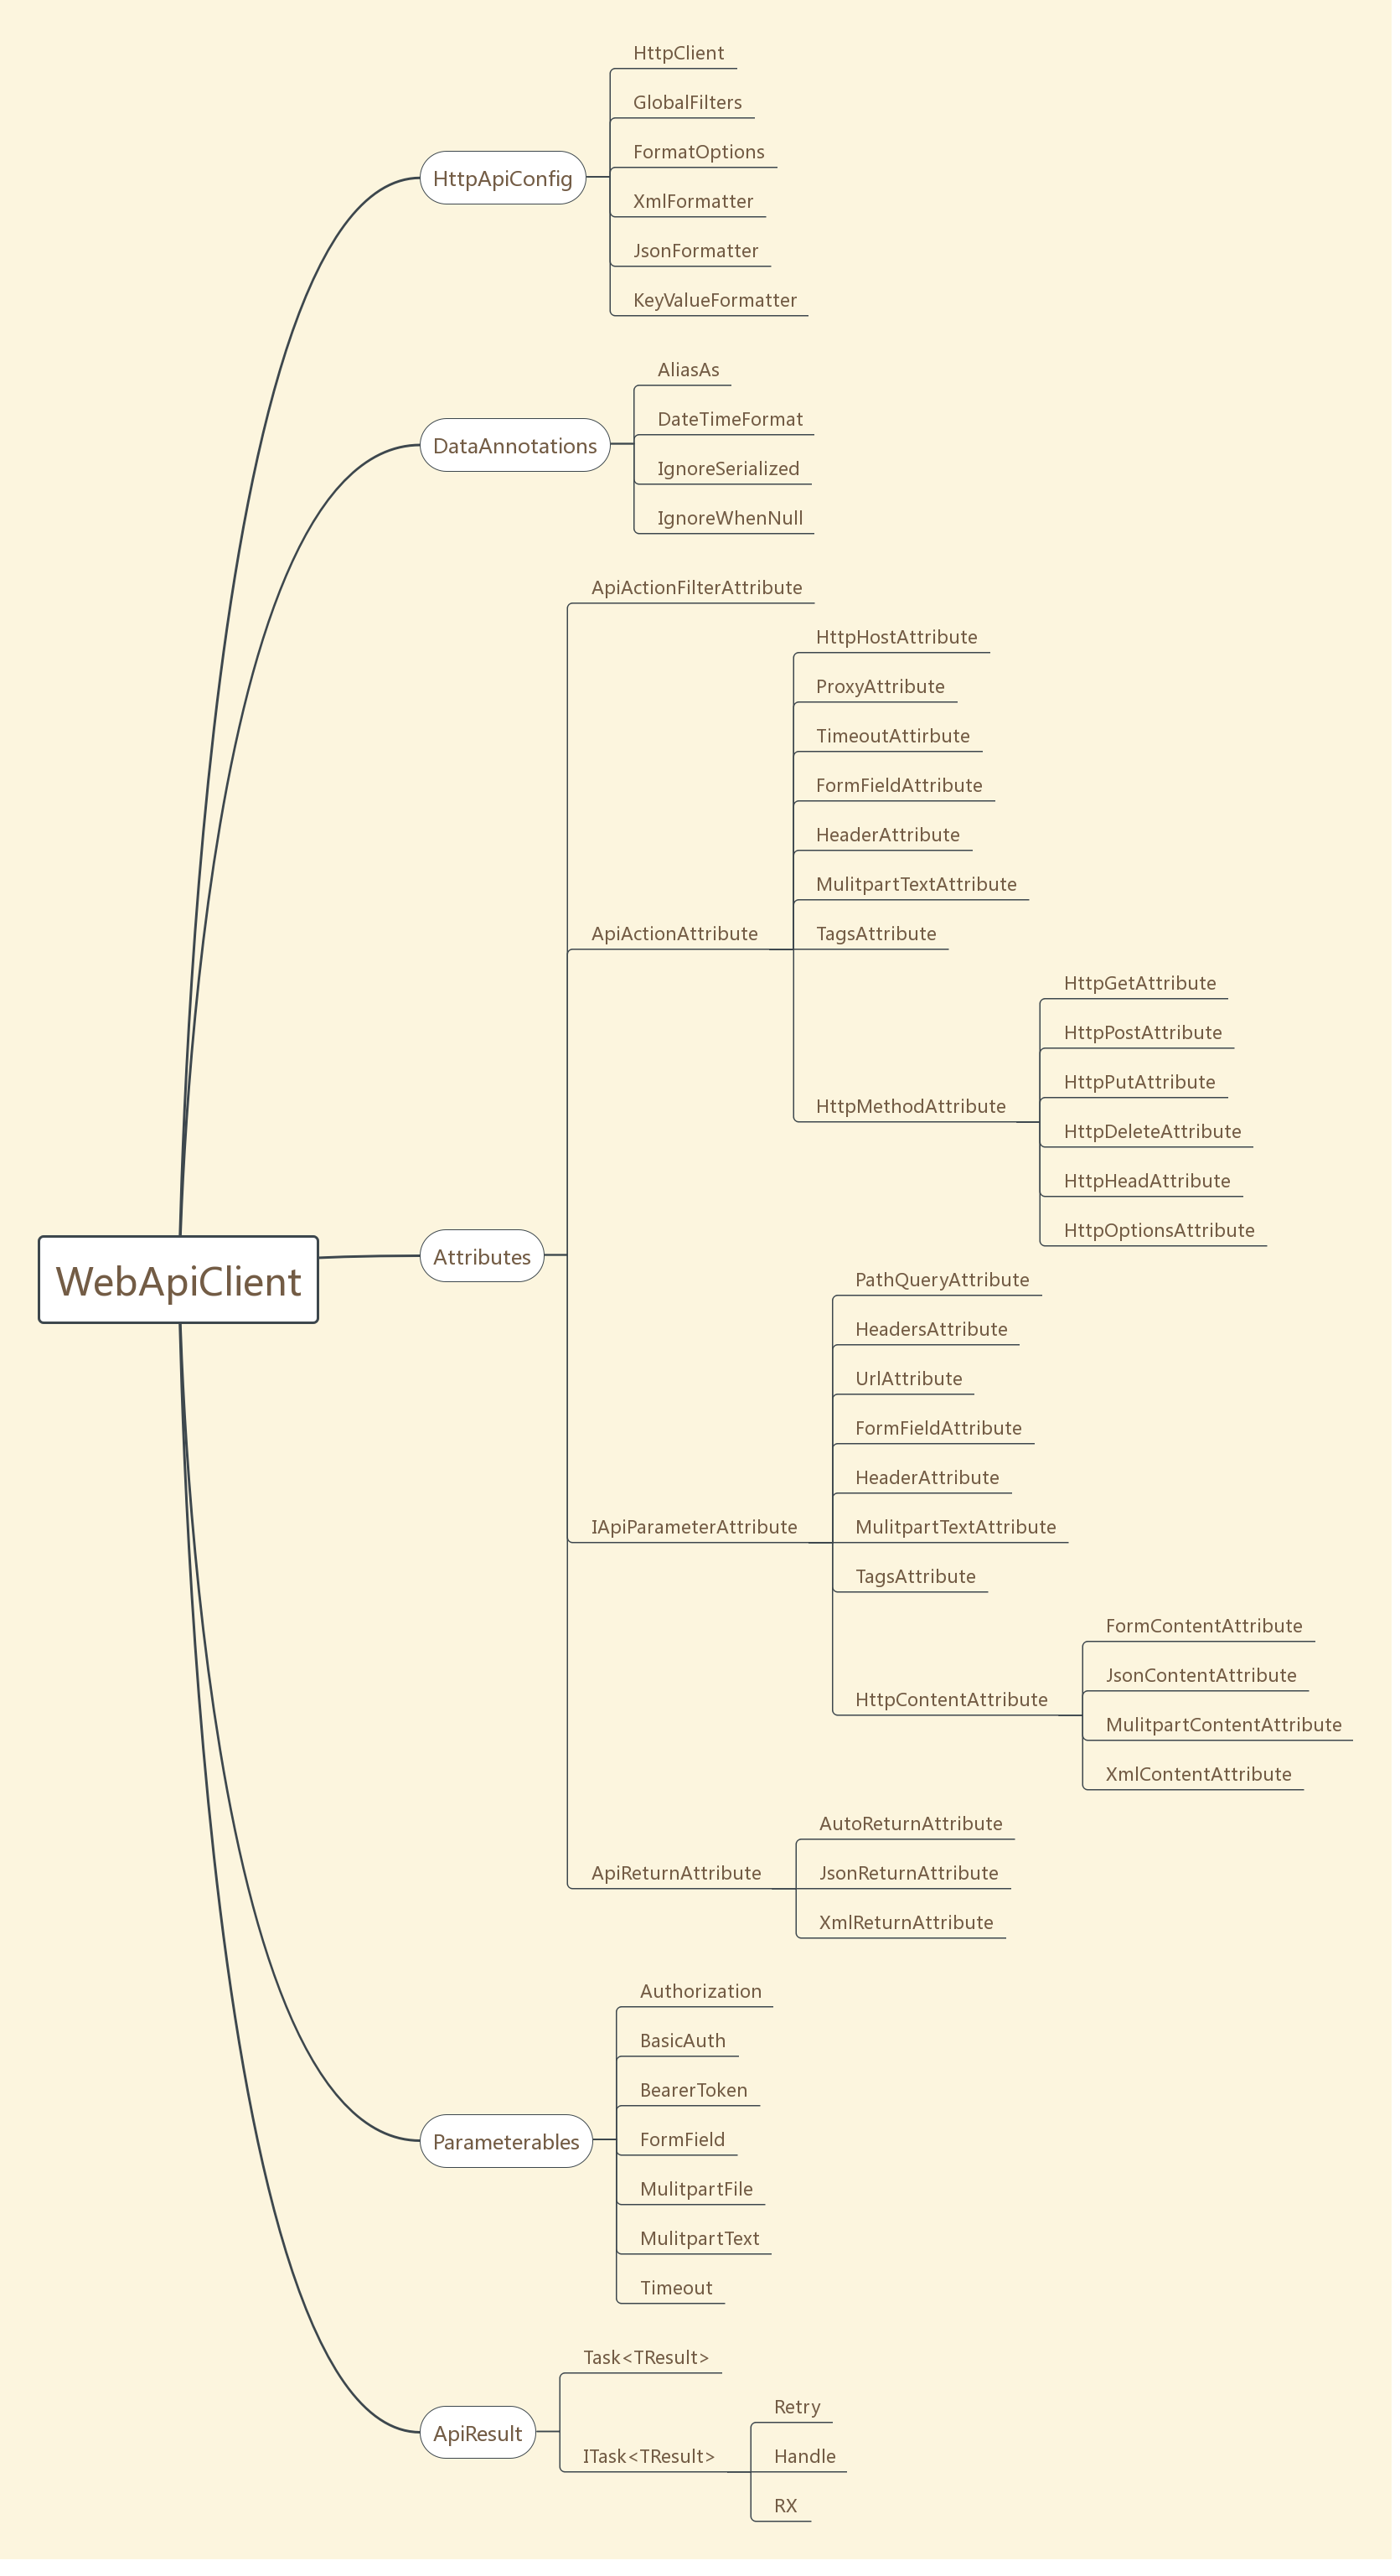 HttpClient
GlobalFilters
FormatOptions
HttpApiConfig
XmlFormatter
JsonFormatter
KeyValueFormatter
AliasAs
DateTimeFormat
DataAnnotations
IgnoreSerialized
IgnoreWhenNull
ApiActionFilterAttribute
HttpHostAttribute
ProxyAttribute
TimeoutAttirbute
FormFieldAttribute
HeaderAttribute
MulitpartTextAttribute
ApiActionAttribute
TagsAttribute
HttpGetAttribute
HttpPostAttribute
HttpPutAttribute
HttpMethodAttribute
HttpDeleteAttribute
HttpHeadAttribute
HttpOptionsAttribute
Attributes
WebApiClient
PathQueryAttribute
HeadersAttribute
UrlAttribute
FormFieldAttribute
HeaderAttribute
IApiParameterAttribute
MulitpartTextAttribute
TagsAttribute
FormContentAttribute
JsonContentAttribute
HttpContentAttribute
MulitpartContentAttribute
XmlContentAttribute
AutoReturnAttribute
ApiReturnAttribute
JsonReturnAttribute
XmlReturnAttribute
Authorization
BasicAuth
BearerToken
Parameterables
FormField
MulitpartFile
MulitpartText
Timeout
Task<TResult>
Retry
ApiResult
ITask<TResult>
Handle
RX